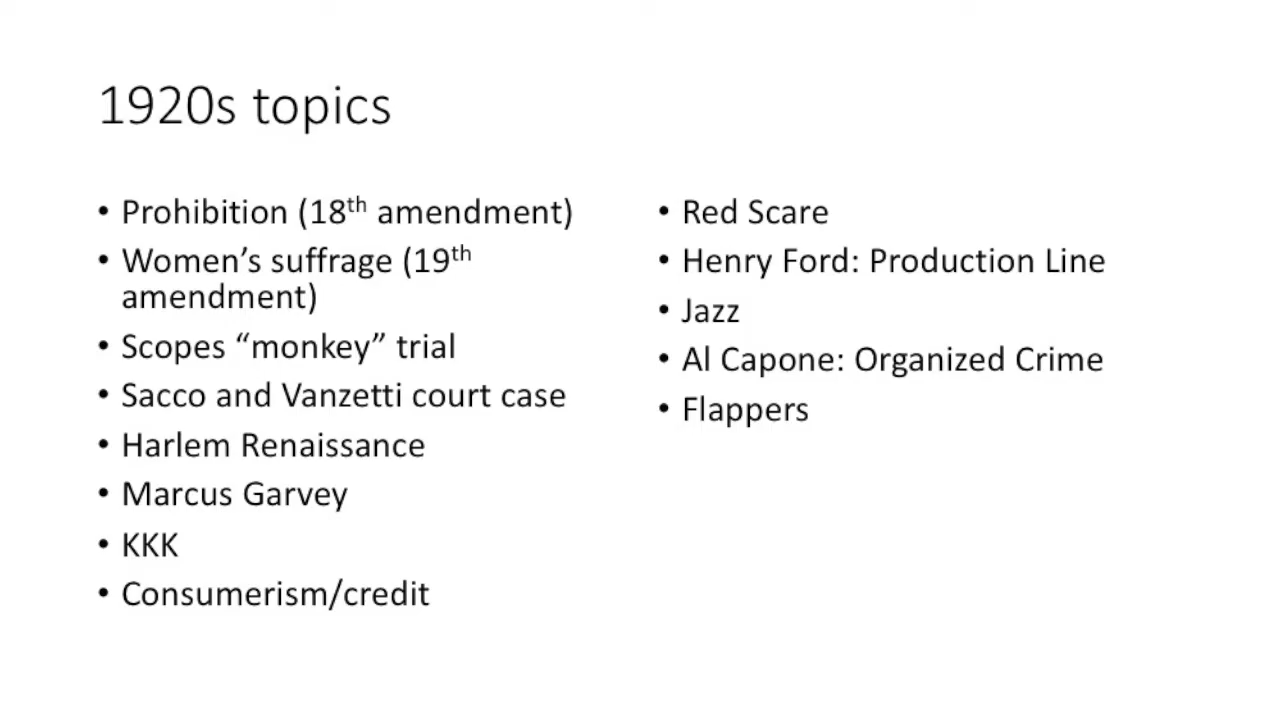 1920s topics
• Prohibition (18th amendment)
• Women’s suffrage (19th
amendment)
• Scopes “monkey” trial
• Sacco and Vanzetti court case
• Harlem Renaissance
• Marcus Garvey
• KKK
• Consumerism/credit
• Red Scare
• Henry Ford: Production Line
• Jazz
• Al Capone: Organized Crime
• Flappers